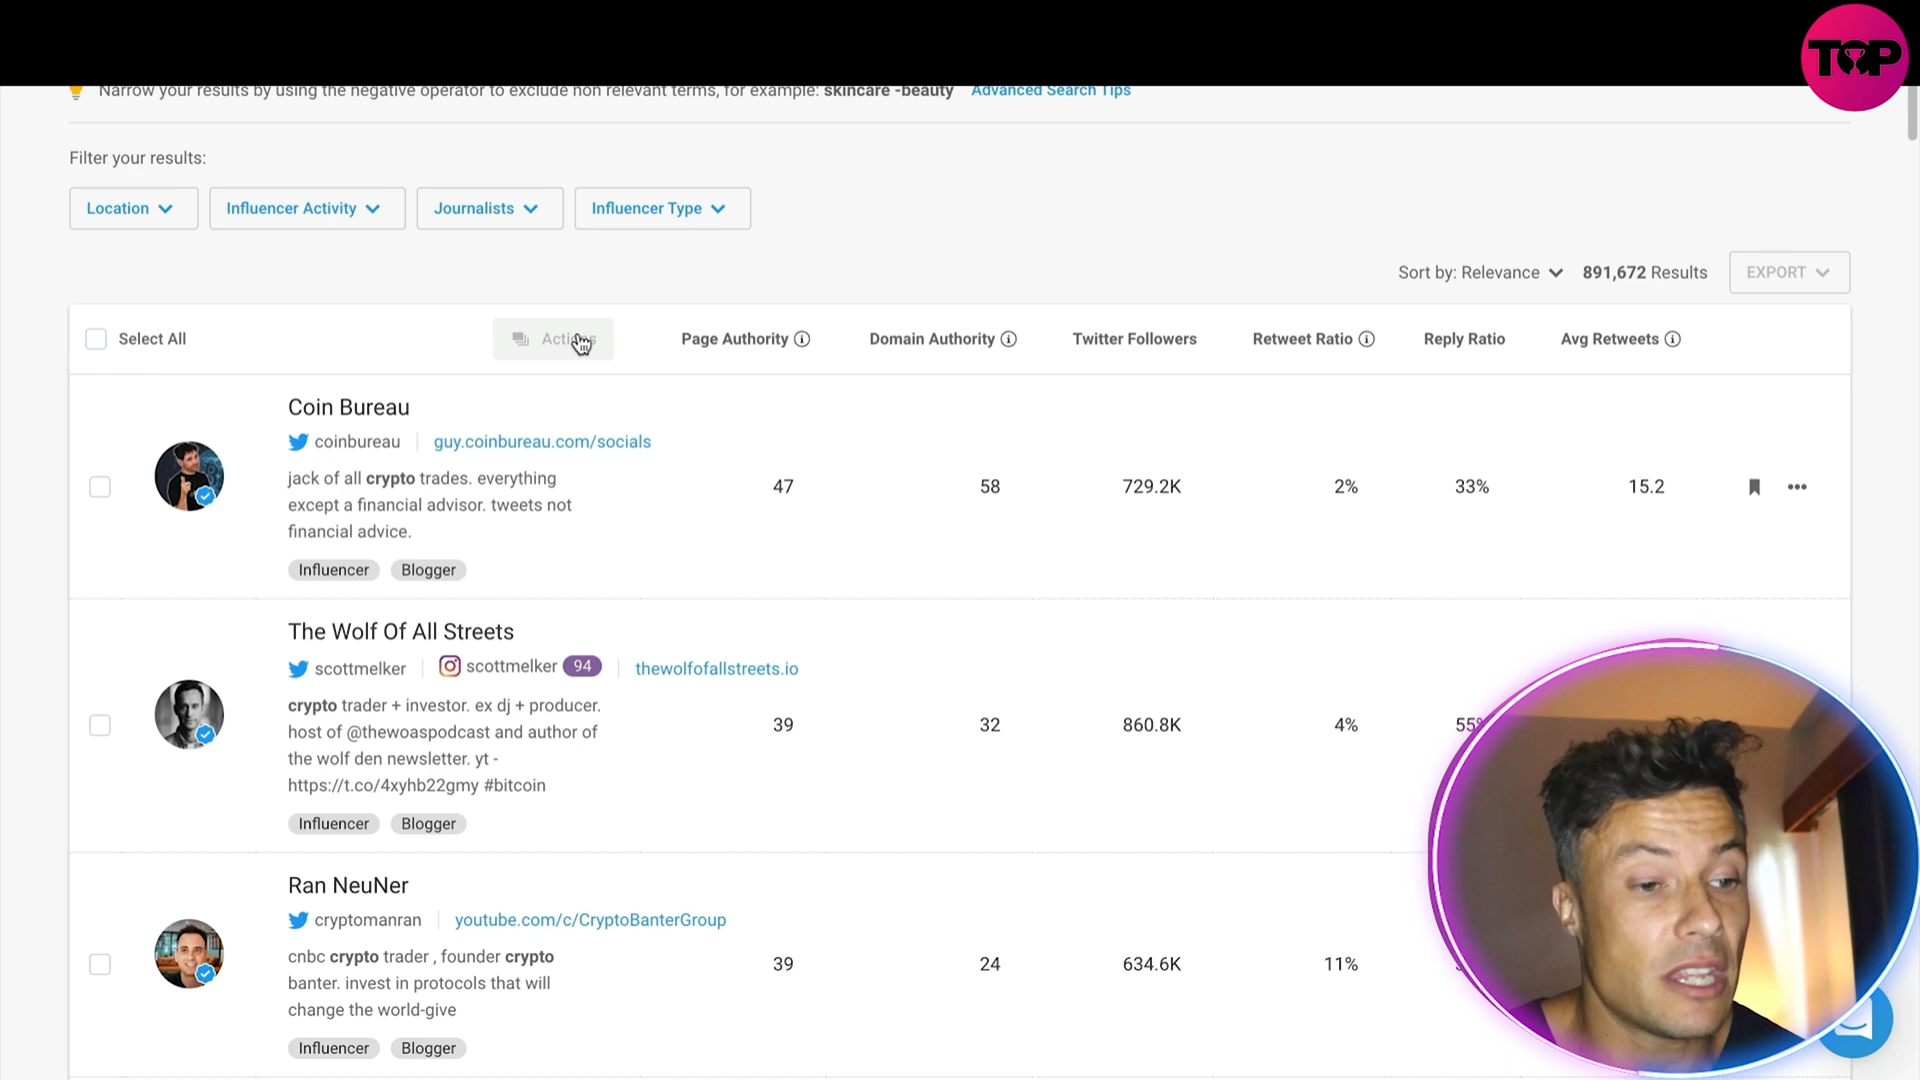 TOP
Narrow your results by using the negative operator to exclude non relevant terms, for example: skincare -beauty Advanced Search Tips
Filter your results:
Location Influencer Activity Journalists Influencer Type
Sort by: Relevance 891,672 Results EXPORT
Select All Actions Page Authority Domain Authority Twitter Followers Retweet Ratio Reply Ratio Avg Retweets
Coin Bureau
coinbureau guy.coinbureau.com/socials
jack of all crypto trades. everything
except a financial advisor. tweets not
financial advice.
47 58 729.2K 2% 33% 15.2
Influencer Blogger
The Wolf Of All Streets
scottmelker scottmelker 94 thewolfofallstreets.io
crypto trader + investor. ex dj + producer.
host of @thewoaspodcast and author of
the wolf den newsletter. yt -
https://t.co/4xyhb22gmy #bitcoin
39 32 860.8K 4% 55%
Influencer Blogger
Ran NeuNer
cryptomanran youtube.com/c/CryptoBanterGroup
cnbc crypto trader , founder crypto
banter. invest in protocols that will
change the world-give
39 24 634.6K 11%
Influencer Blogger